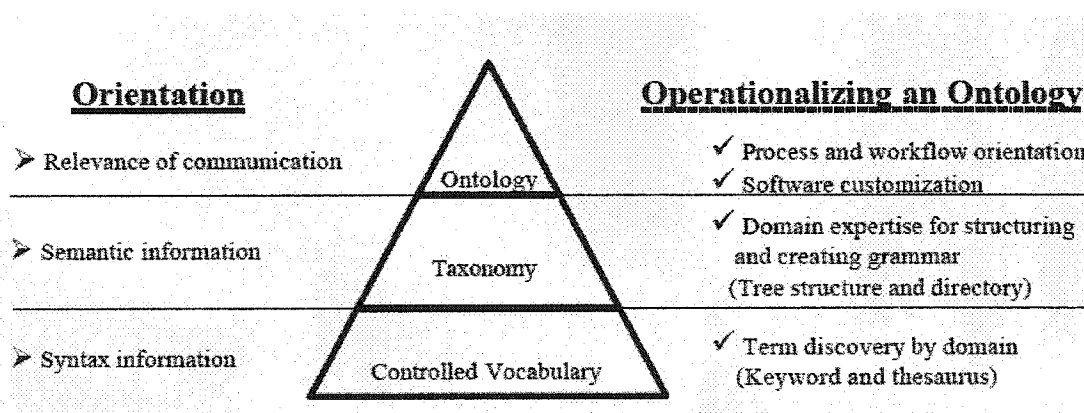 Orientation
➢ Relevance of communication
➢ Semantic information
➢ Syntax information
Ontology
Taxonomy
Controlled Vocabulary
Operationalizing an Ontology
✓ Process and workflow orientation
✓ Software customization
✓ Domain expertise for structuring
and creating grammar
(Tree structure and directory)
✓ Term discovery by domain
(Keyword and thesaurus)